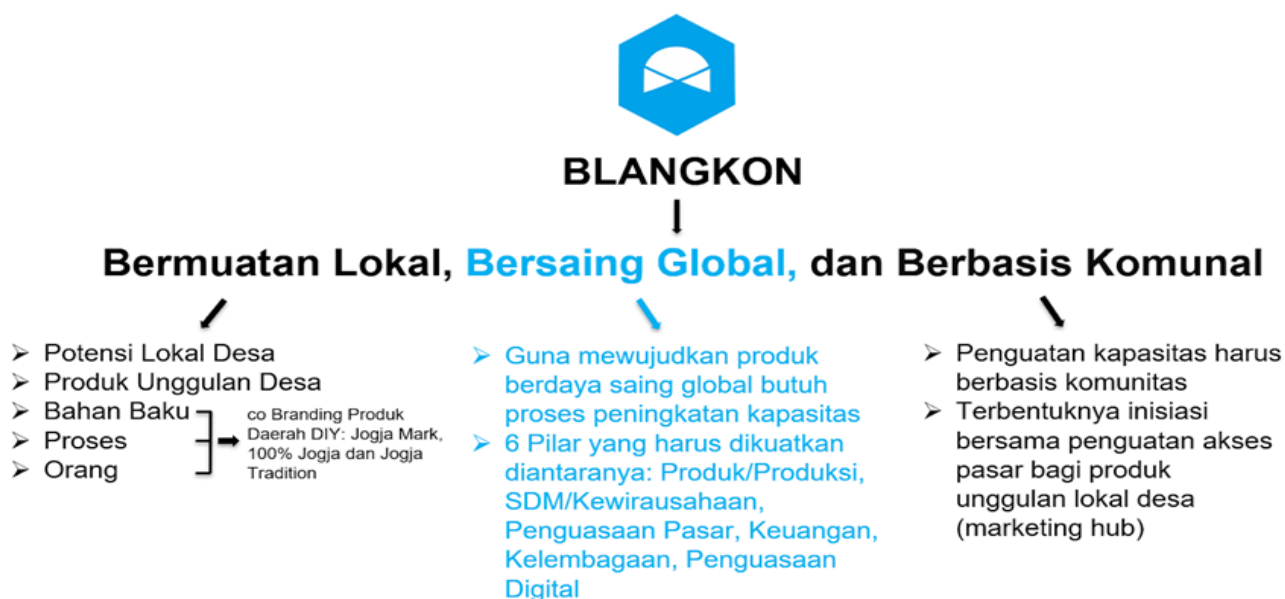 BLANGKON
Bermuatan Lokal, Bersaing Global, dan Berbasis Komunal
➢ Potensi Lokal Desa
➢ Produk Unggulan Desa
➢ Bahan Baku
➢ Proses
➢ Orang
co Branding Produk
Daerah DIY: Jogja Mark,
100% Jogja dan Jogja
Tradition
➢ Guna mewujudkan produk
berdaya saing global butuh
proses peningkatan kapasitas
➢ 6 Pilar yang harus dikuatkan
diantaranya: Produk/Produksi,
SDM/Kewirausahaan,
Penguasaan Pasar, Keuangan,
Kelembagaan, Penguasaan
Digital
➢ Penguatan kapasitas harus
berbasis komunitas
➢ Terbentuknya inisiasi
bersama penguatan akses
pasar bagi produk
unggulan lokal desa
(marketing hub)